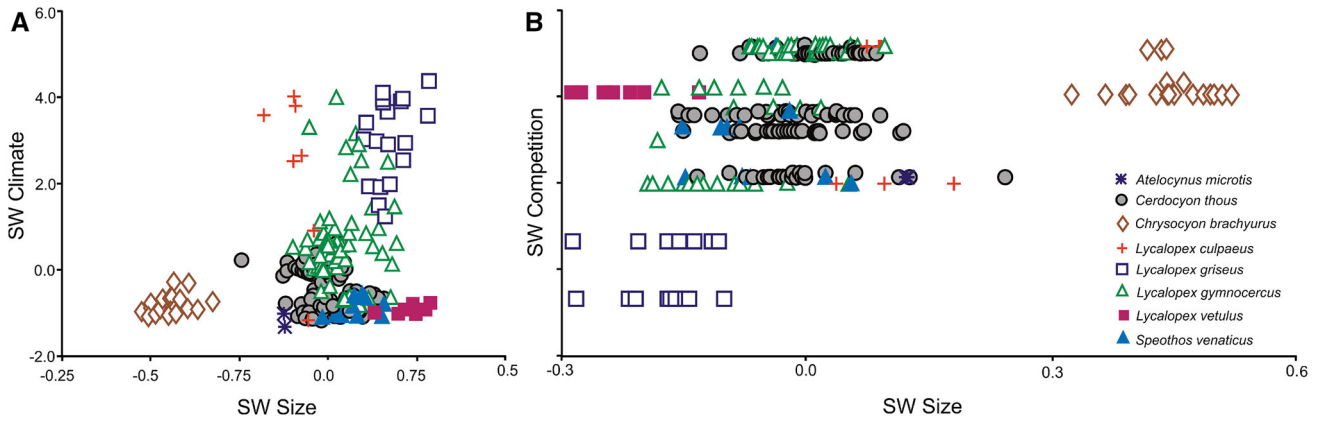 A
6.0
4.0
2.0
0.0
-2.0
SW Climate
-0.25
-0.5
-0.75
0.0
0.75
0.5
SW Size
B
SW Competition
-0.3
0.0
0.3
0.6
SW Size
Atelocynus microtis
Cerdocyon thous
Chrysocyon brachyurus
Lycalopex culpaeus
Lycalopex griseus
Lycalopex gymnocercus
Lycalopex vetulus
Speothos venaticus